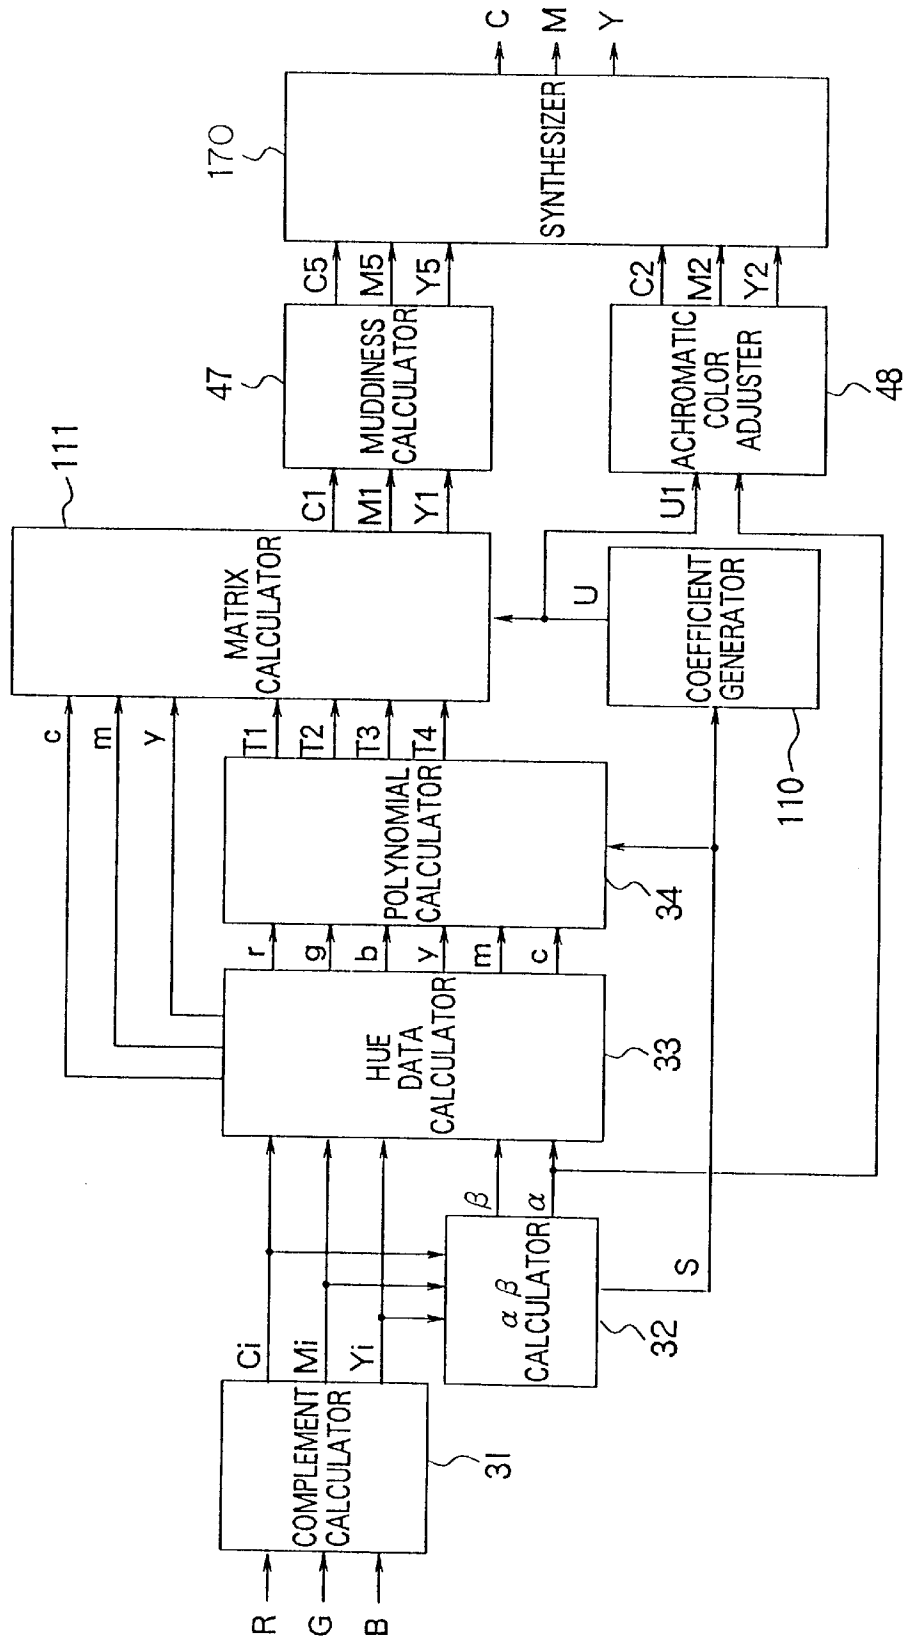 R
G
B
COMPLEMENT
CALCULATOR
31
Ci
Mi
Yi
α β
CALCULATOR
32
β
α
S
HUE
DATA
CALCULATOR
33
r
g
b
y
m
c
c
m
y
POLYNOMIAL
CALCULATOR
34
T1
T2
T3
T4
COEFFICIENT
GENERATOR
110
U
U1
MATRIX
CALCULATOR
111
C1
M1
Y1
MUDDINESS
CALCULATOR
47
C5
M5
Y5
ACHROMATIC
COLOR
ADJUSTER
48
C2
M2
Y2
SYNTHESIZER
170
C
M
Y